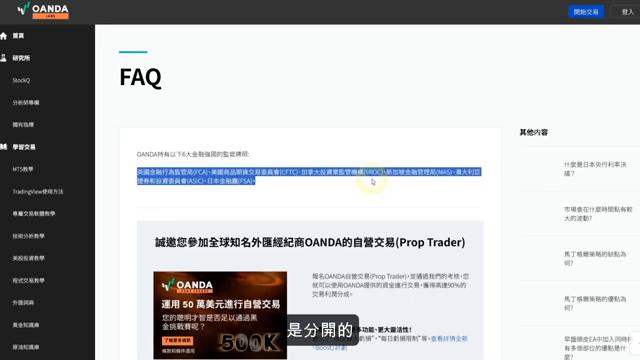 OANDA
LABS
開始交易
登入
首頁
研究所
StockQ
分析師專欄
獨有指標
學習交易
MT5教學
TradingView使用方法
專屬交易軟體教學
技術分析教學
美股投資教學
程式交易教學
外匯詞典
黃金知識庫
原油知識庫
FAQ
OANDA持有以下6大金融強國的監管牌照:
英國金融行為監管局(FCA)、美國商品期貨交易委員會(CFTC)、加拿大投資業監管機構(IIROC)、新加坡金融管理局(MAS)、澳大利亞
證券和投資委員會(ASIC)、日本金融廳(FSA)。
誠邀您參加全球知名外匯經紀商OANDA的自營交易(Prop Trader)
OANDA
運用 50 萬美元進行自營交易
您的聰明才智是否足以通過黑
金挑戰賽呢?
了解更多資訊
500K
報名OANDA自營交易(Prop Trader),並通過我們的考核,您
就可以使用OANDA提供的資金進行交易,獲得高達90%的
交易利潤分成。
多功能、更大靈活性!
虧損","每日虧損限制"等。查看詳情全新
「Boost」計劃
是分開的
其他內容
什麼是日本央行利率決
議?
市場會在什麼時間點有較
大的波動?
馬丁格爾策略的缺點為
何?
馬丁格爾策略的優點為
何?
早盤頭皮EA中加入同時持
有多個部位的優點是什